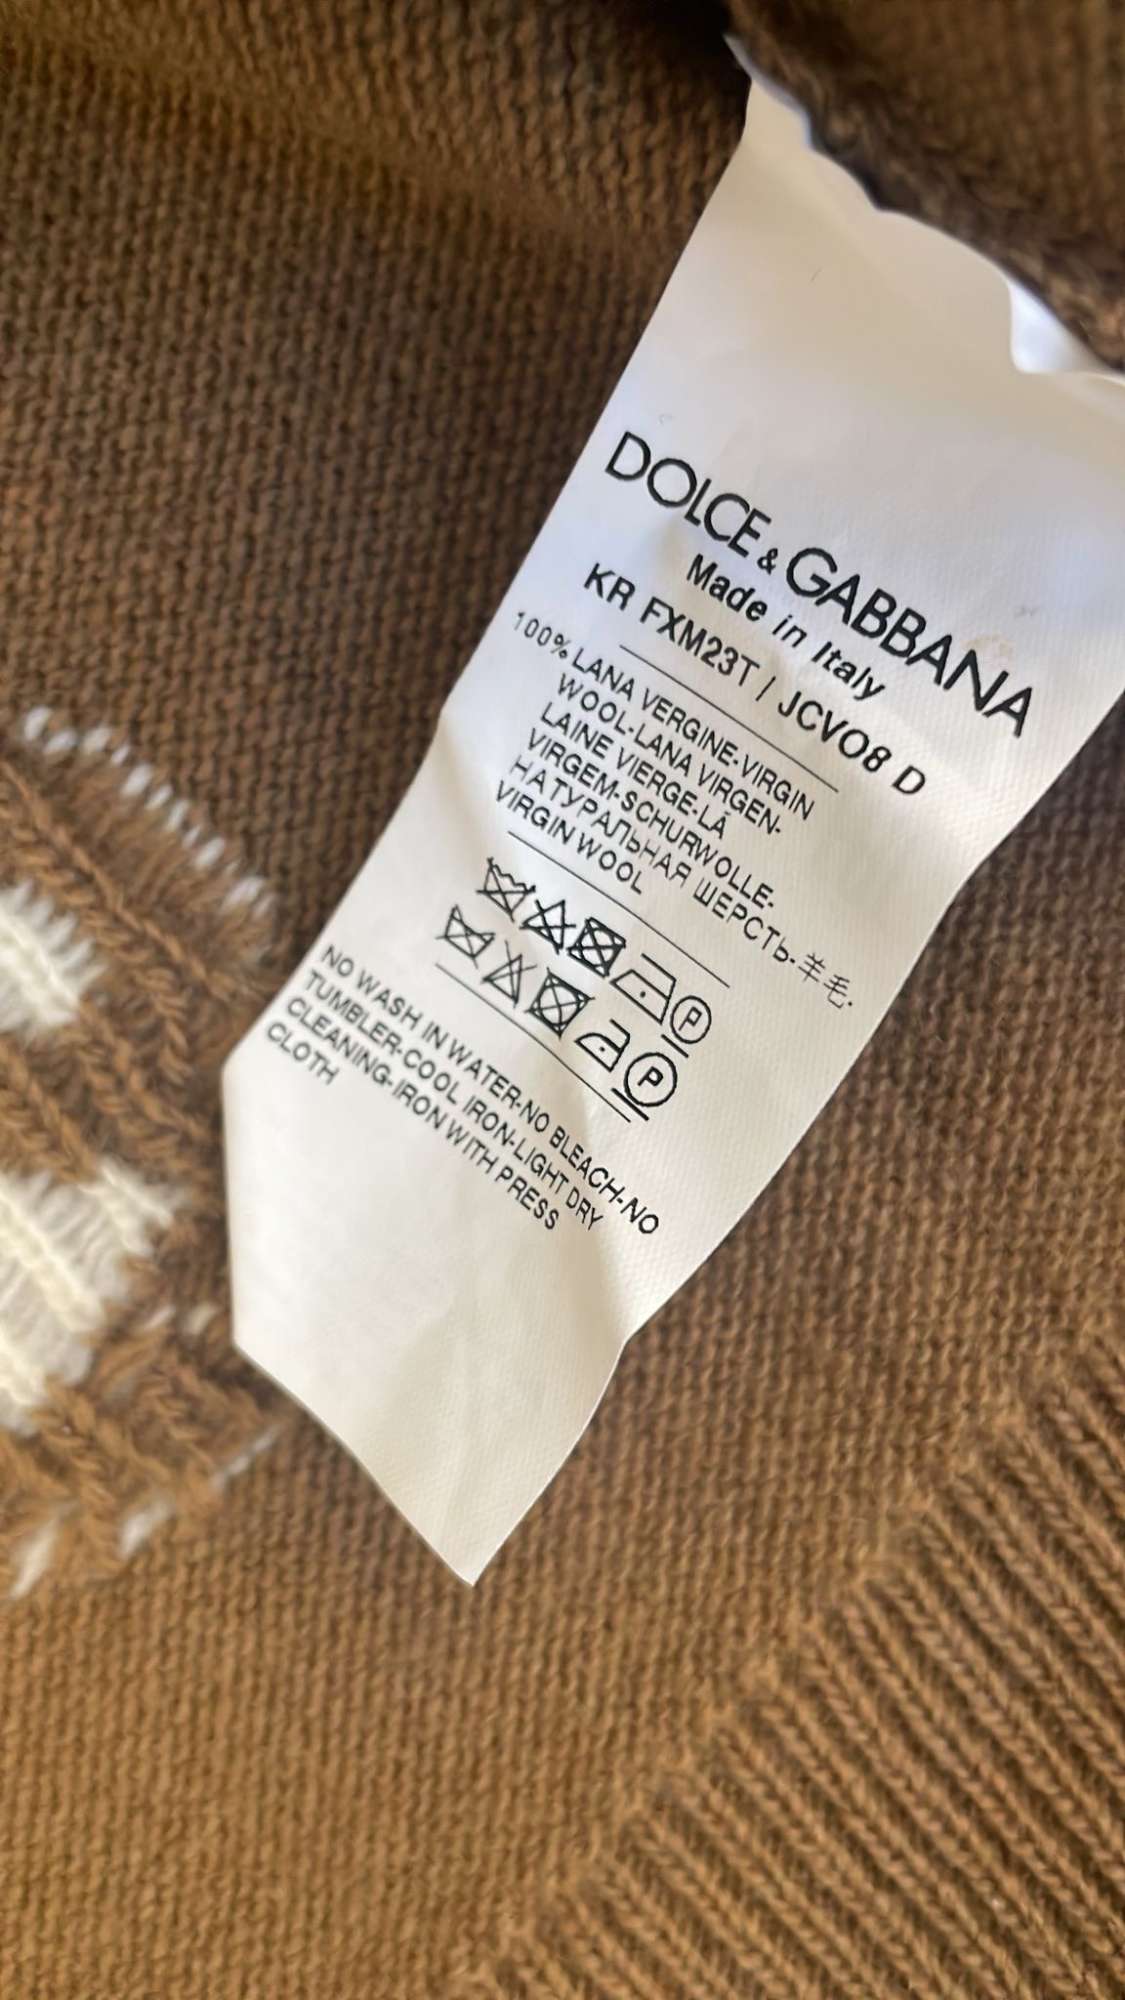 DOLCE & GABBANA
Made in Italy
KR FXM23T / JCVO8 D
100% LANA VERGINE-VIRGIN
WOOL-LANA VIRGEN-
LAINE VIERGE-LÃ
VIRGEM-SCHURWOLLE-
НАТУРАЛЬНАЯ ШЕРСТЬ-羊毛.
VIRGIN WOOL
P
P
NO WASH IN WATER-NO BLEACH-NO
TUMBLER-COOL IRON-LIGHT DRY
CLEANING-IRON WITH PRESS
CLOTH